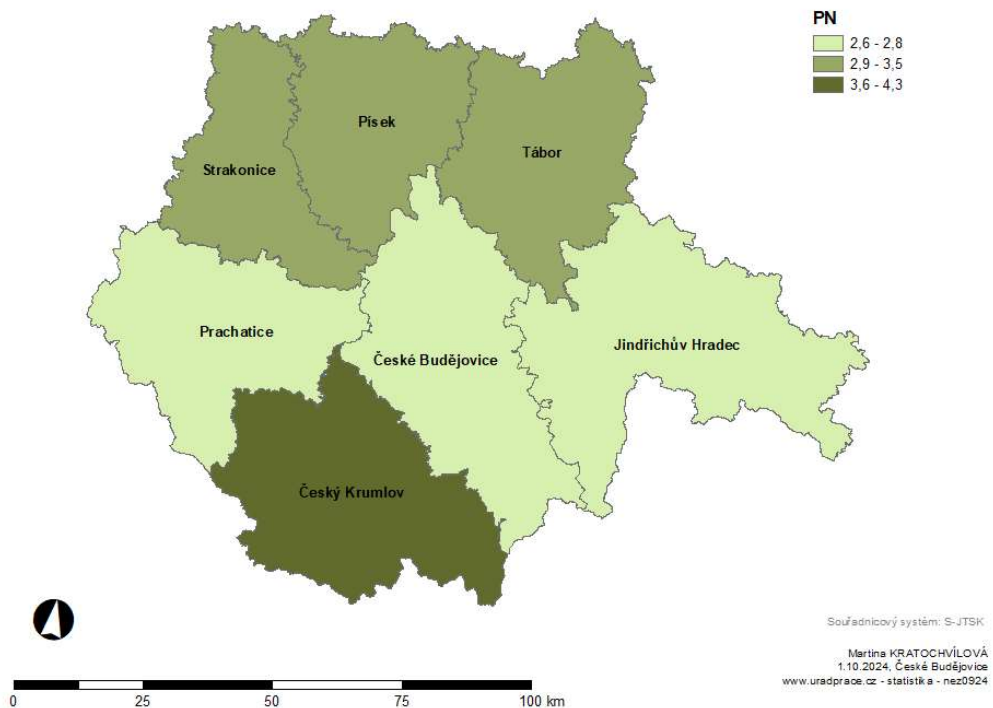 PN
2,6 - 2,8
2,9 - 3,5
3,6 - 4,3
Písek
Tábor
Strakonice
Prachatice
Jindřichův Hradec
České Budějovice
Český Krumlov
Souřadnicový systém: S-JTSK
Martina KRATOCHVÍLOVÁ
1.10.2024, České Budějovice
www.uradprace.cz - statistika - nez0924
0 25 50 75 100 km